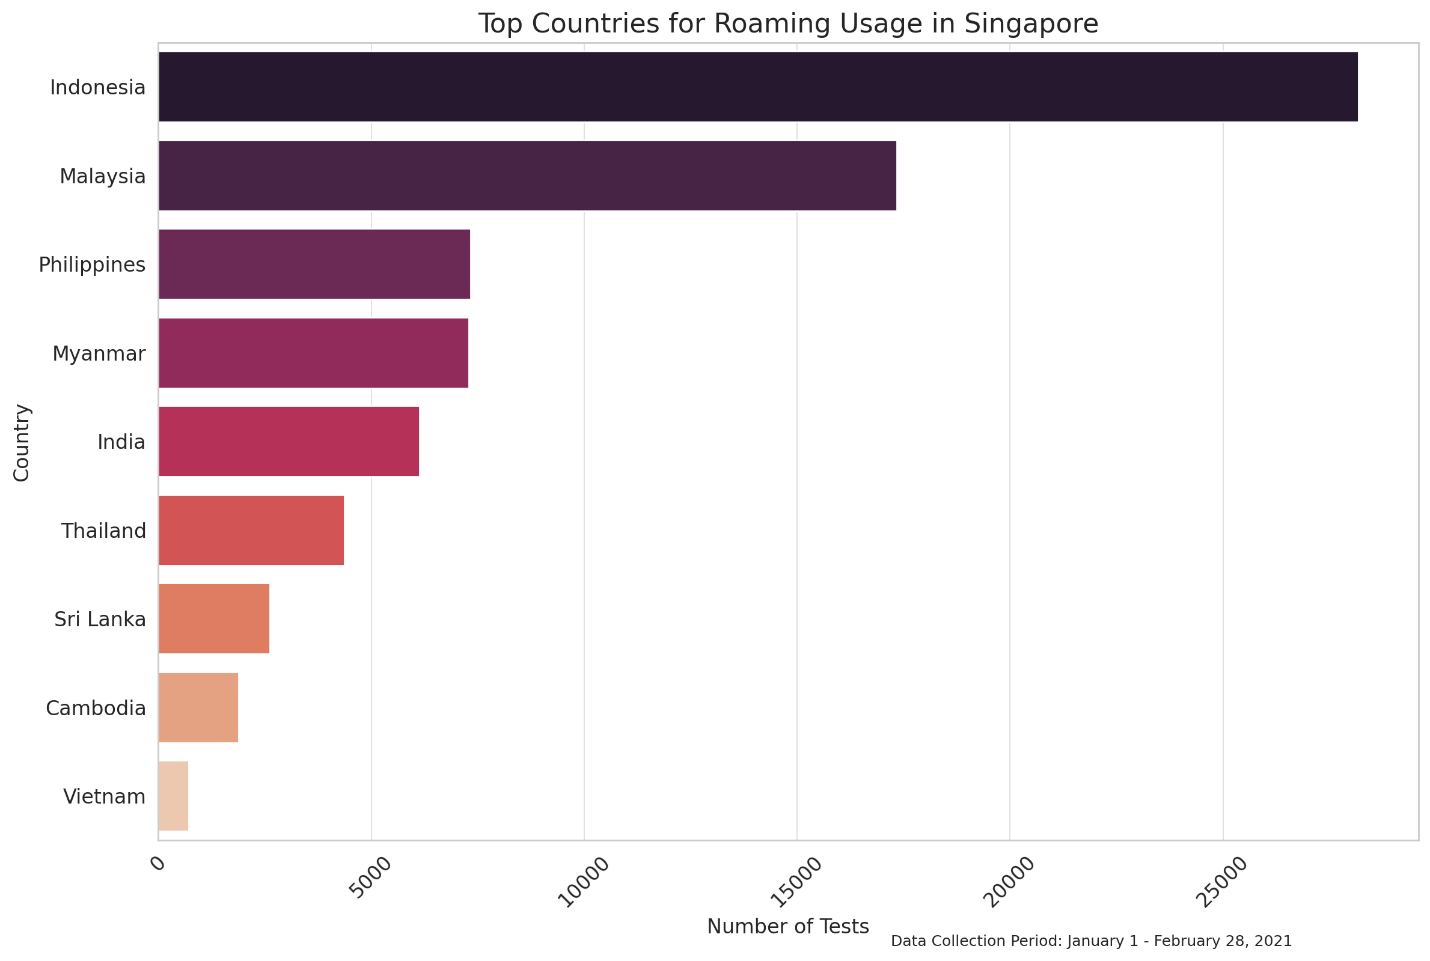 Top Countries for Roaming Usage in Singapore
Indonesia
Malaysia
Philippines
Myanmar
India
Thailand
Sri Lanka
Cambodia
Vietnam
Country
0
5000
10000
15000
20000
25000
Number of Tests
Data Collection Period: January 1 - February 28, 2021